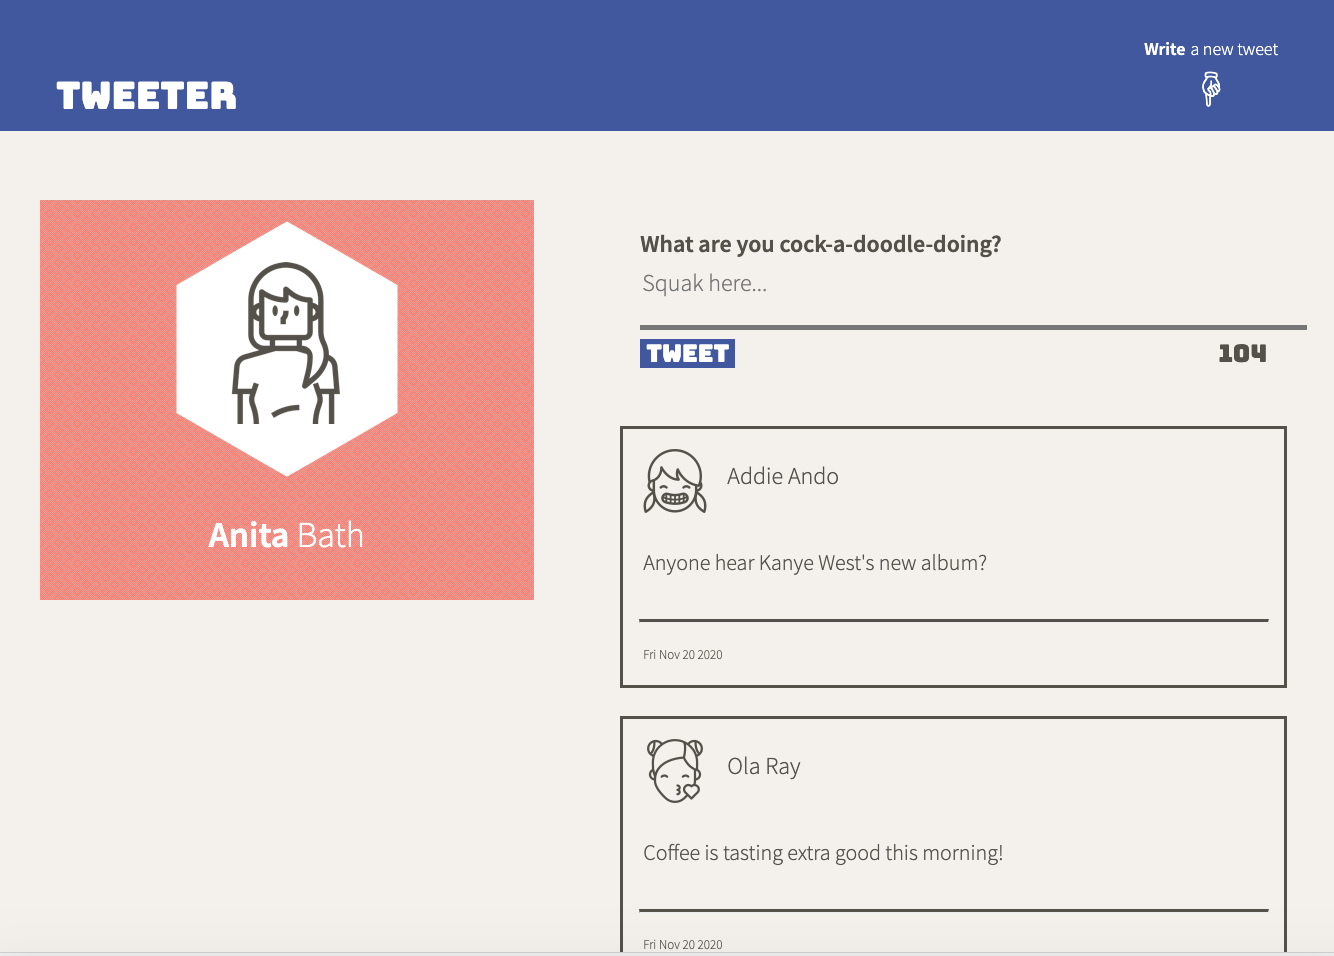 Write a new tweet
TWEETER
Anita Bath
What are you cock-a-doodle-doing?
Squak here...
TWEET
104
Addie Ando
Anyone hear Kanye West's new album?
Fri Nov 20 2020
Ola Ray
Coffee is tasting extra good this morning!
Fri Nov 20 2020